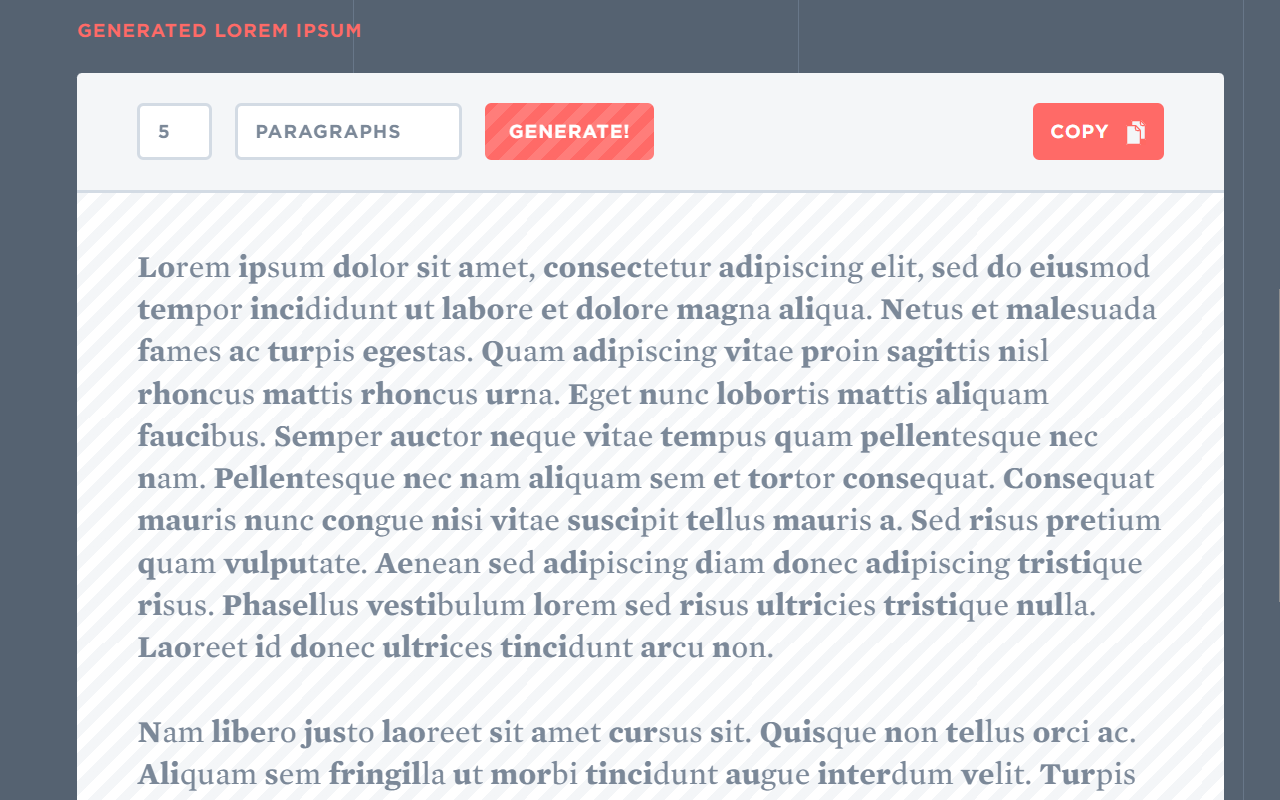 GENERATED LOREM IPSUM
5
PARAGRAPHS
GENERATE!
COPY
Lorem ipsum dolor sit amet, consectetur adipiscing elit, sed do eiusmod
tempor incididunt ut labore et dolore magna aliqua. Netus et malesuada
fames ac turpis egestas. Quam adipiscing vitae proin sagittis nisl
rhoncus mattis rhoncus urna. Eget nunc lobortis mattis aliquam
faucibus. Semper auctor neque vitae tempus quam pellentesque nec
nam. Pellentesque nec nam aliquam sem et tortor consequat. Consequat
mauris nunc congue nisi vitae suscipit tellus mauris a. Sed risus pretium
quam vulputate. Aenean sed adipiscing diam donec adipiscing tristique
risus. Phasellus vestibulum lorem sed risus ultricies tristique nulla.
Laoreet id donec ultrices tincidunt arcu non.
Nam libero justo laoreet sit amet cursus sit. Quisque non tellus orci ac.
Aliquam sem fringilla ut morbi tincidunt augue interdum velit. Turpis